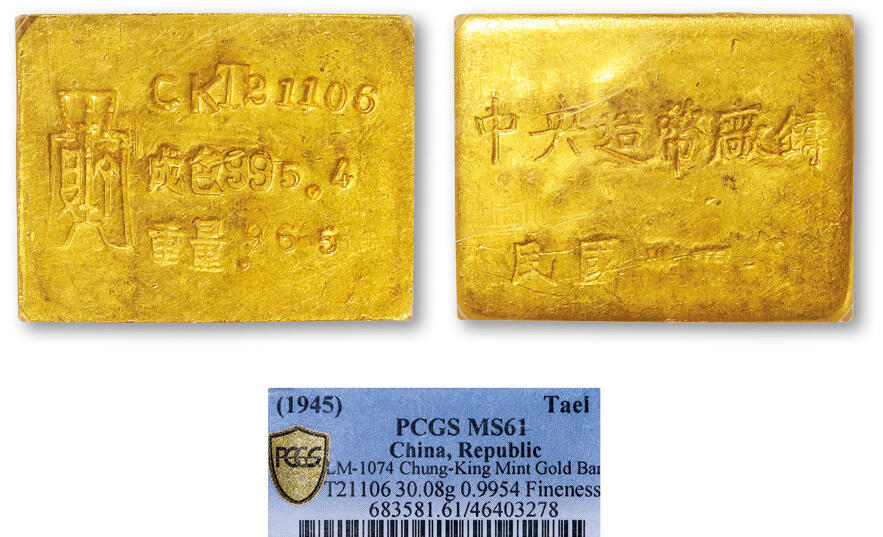 CKT21106
成色995.4
重量
中央造幣廠鑄
民國
(1945) Tael
PCGS MS61
China, Republic
PCGS
LM-1074 Chung-King Mint Gold Bar
T21106 30.08g 0.9954 Fineness
683581.61/46403278